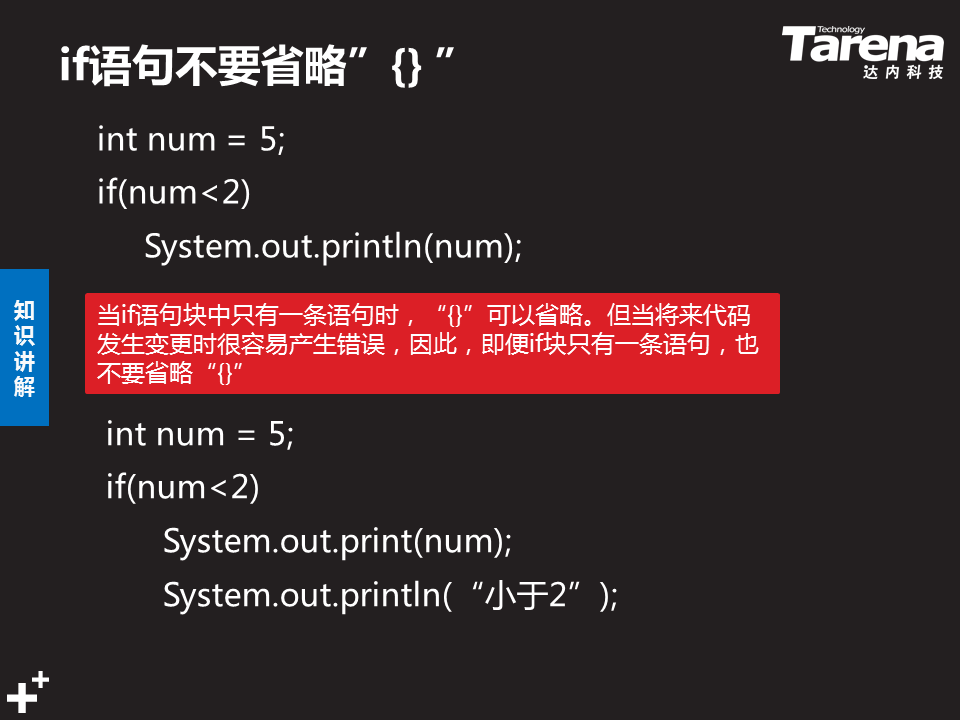 if语句不要省略”{}”
Technology
Tarena
达内科技
int num = 5;
if(num<2)
System.out.println(num);
知
识
讲
解
当if语句块中只有一条语句时，“{}”可以省略。但当将来代码
发生变更时很容易产生错误，因此，即便if块只有一条语句，也
不要省略“{}”
int num = 5;
if(num<2)
System.out.print(num);
System.out.println(“小于2”);